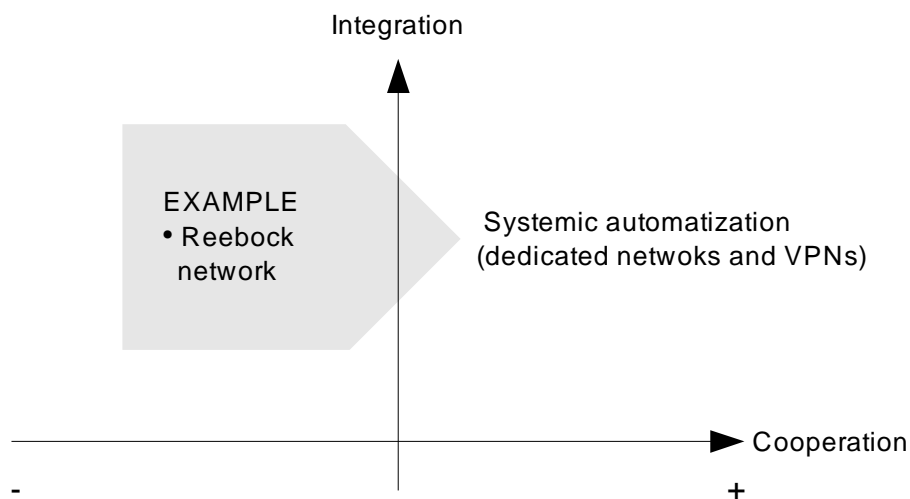 Integration
EXAMPLE
• Reebock
network
Systemic automatization
(dedicated netwoks and VPNs)
Cooperation
-
+